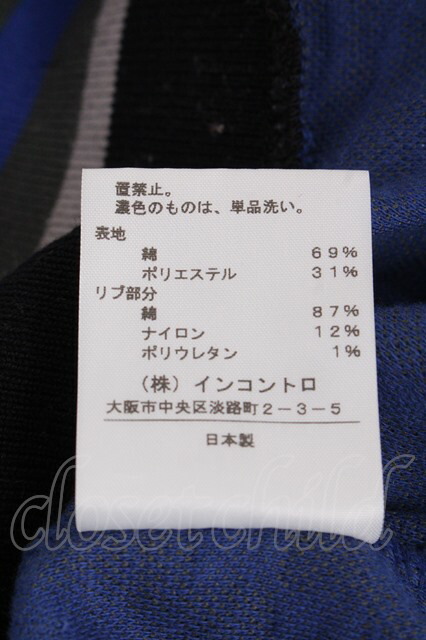 置禁止。
濃色のものは、単品洗い。
表地
綿 69%
ポリエステル 31%
リブ部分
綿 87%
ナイロン 12%
ポリウレタン 1%
(株)インコントロ
大阪市中央区淡路町2-3-5
日本製
closet child